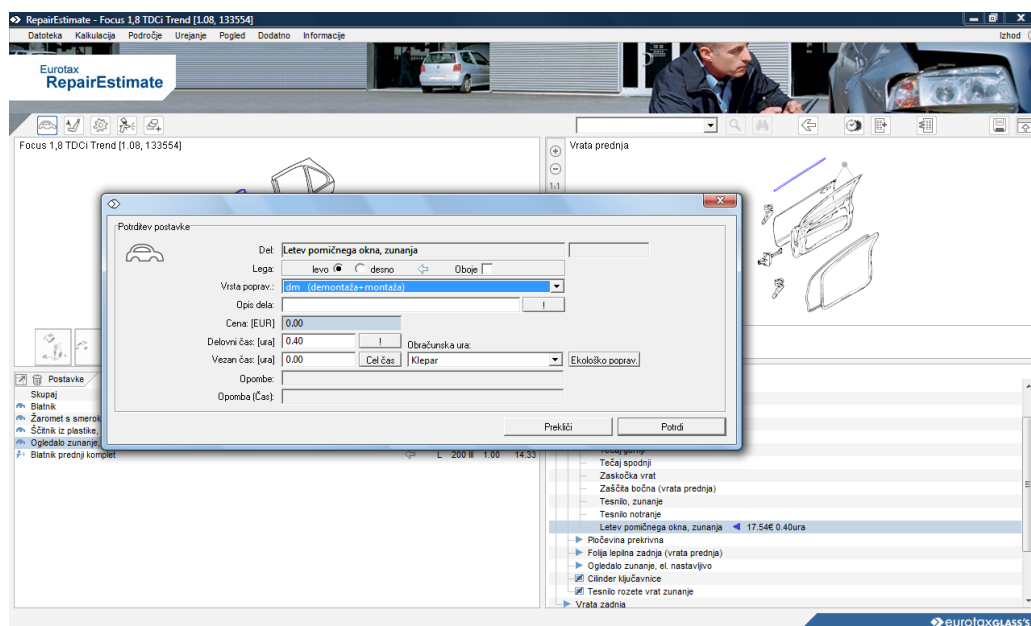 RepairEstimate - Focus 1,8 TDCi Trend [1.08, 133554]
Datoteka Kalkulacija Področje Urejanje Pogled Dodatno Informacije Izhod
Eurotax
RepairEstimate
Focus 1,8 TDCi Trend [1.08, 133554]
Vrata prednja
1:1
Potrditev postavke
Del: Letev pomičnega okna, zunanja
Lega: levo desno Oboje
Vrsta poprav.: dm (demontaža+montaža)
Opis dela: !
Cena: [EUR] 0.00
Delovni čas: [ura] 0.40 ! Obračunska ura:
Vezan čas: [ura] 0.00 Cel čas Klepar Ekološko poprav.
Opombe:
Opomba (Čas):
Prekliči Potrdi
Postavke
Skupaj
Blatnik
Žaromet s smerok
Ščitnik iz plastike,
Ogledalo zunanje,
Blatnik prednji komplet L 200 III 1.00 14.33
Tečaj gornji
Tečaj spodnji
Zaskočka vrat
Zaščita bočna (vrata prednja)
Tesnilo, zunanje
Tesnilo notranje
Letev pomičnega okna, zunanja 17.54€ 0.40ura
Pločevina prekrivna
Folija lepilna zadnja (vrata prednja)
Ogledalo zunanje, el. nastavljivo
Cilinder ključavnice
Tesnilo rozete vrat zunanje
Vrata zadnja
eurotaxGLASS'S